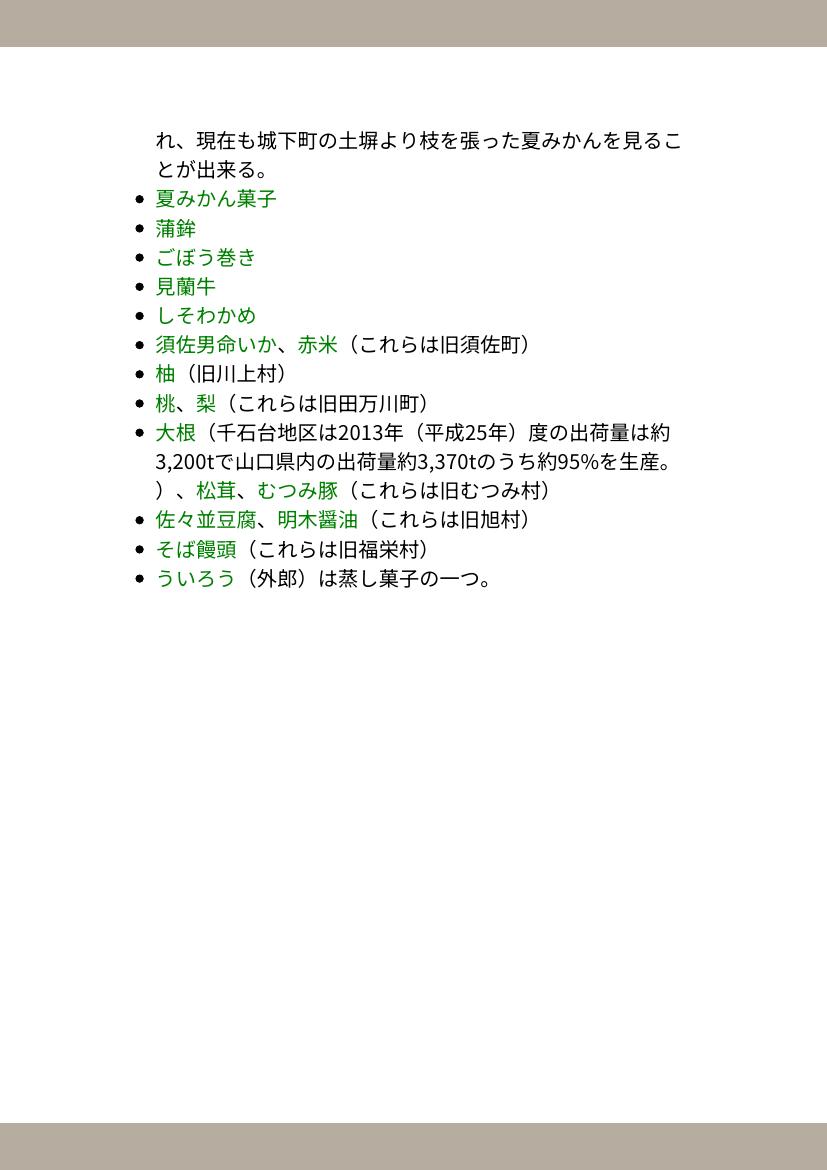 れ、現在も城下町の土塀より枝を張った夏みかんを見るこ
とが出来る。
• 夏みかん菓子
• 蒲鉾
• ごぼう巻き
• 見蘭牛
• しそわかめ
• 須佐男命いか、赤米（これらは旧須佐町）
• 柚（旧川上村）
• 桃、梨（これらは旧田万川町）
• 大根（千石台地区は2013年（平成25年）度の出荷量は約
3,200tで山口県内の出荷量約3,370tのうち約95%を生産。
）、松茸、むつみ豚（これらは旧むつみ村）
• 佐々並豆腐、明木醤油（これらは旧旭村）
• そば饅頭（これらは旧福栄村）
• ういろう（外郎）は蒸し菓子の一つ。